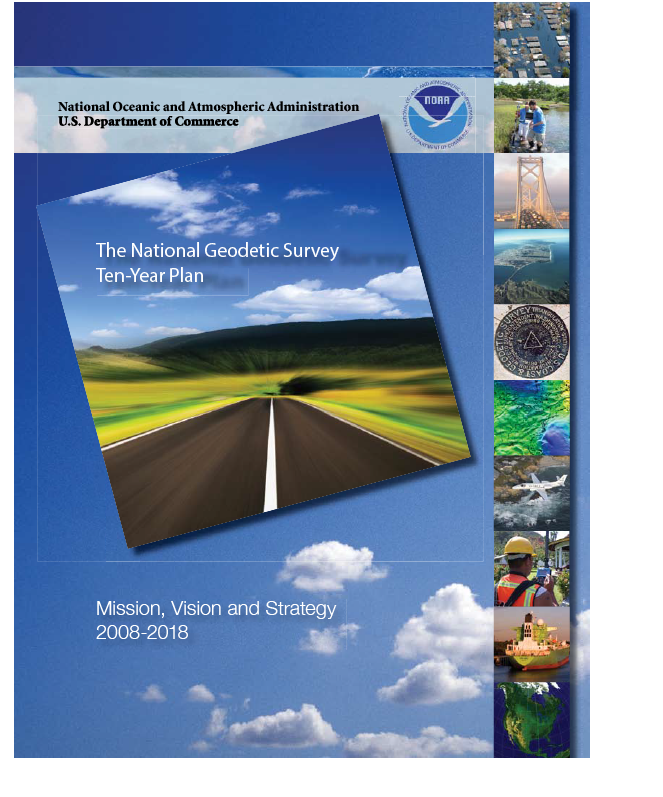 National Oceanic and Atmospheric Administration
U.S. Department of Commerce
NOAA
The National Geodetic Survey
Ten-Year Plan
Mission, Vision and Strategy
2008-2018